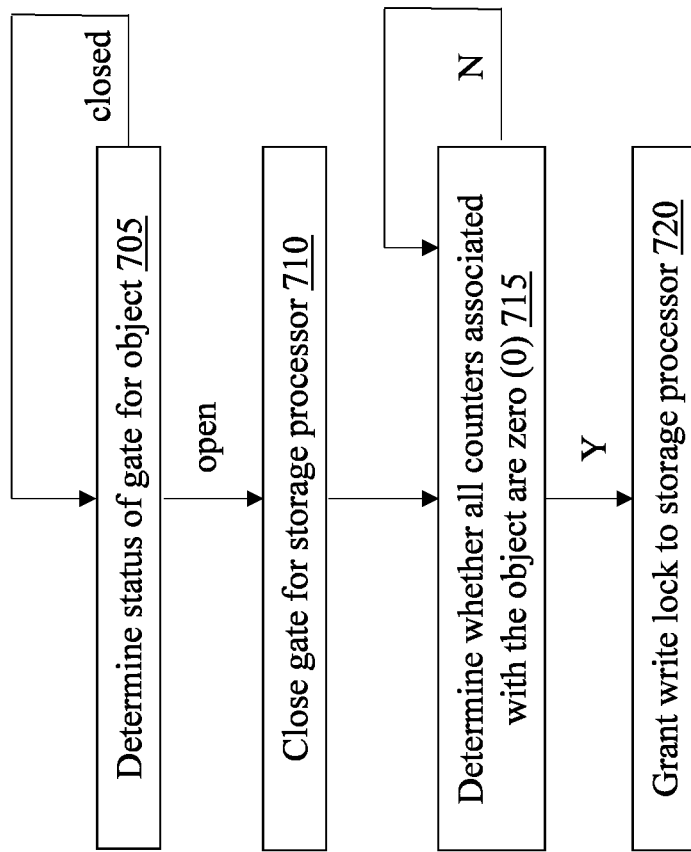 closed
Determine status of gate for object 705
open
Close gate for storage processor 710
N
Determine whether all counters associated
with the object are zero (0) 715
Y
Grant write lock to storage processor 720